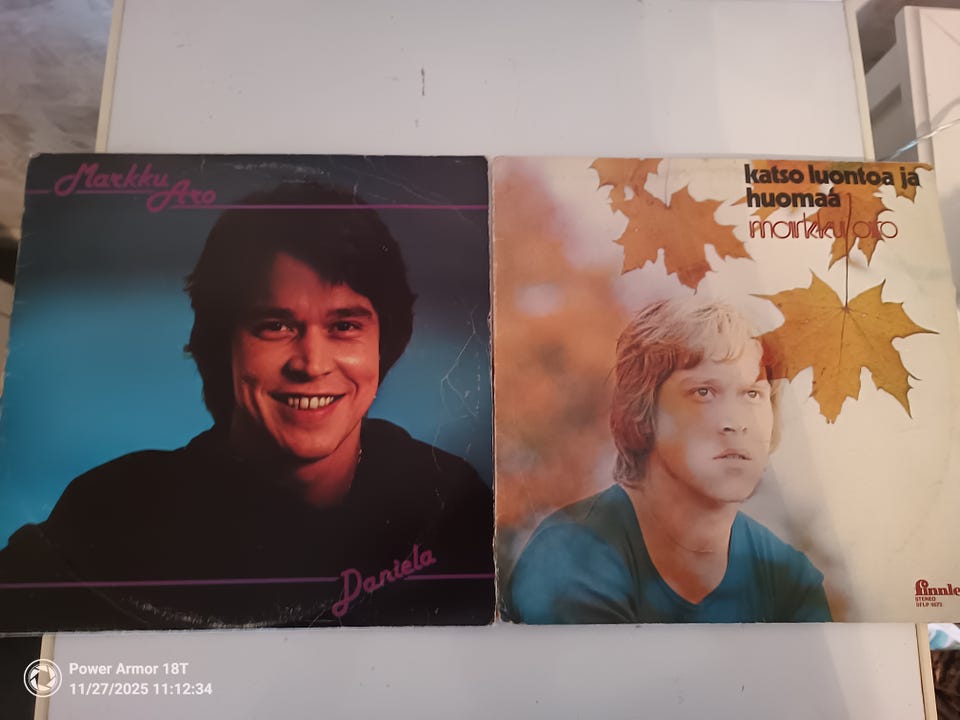 Markku
Aro
Daniela
katso luontoa ja
huomaa
markku aro
finnle
STEREO
Power Armor 18T
11/27/2025 11:12:34